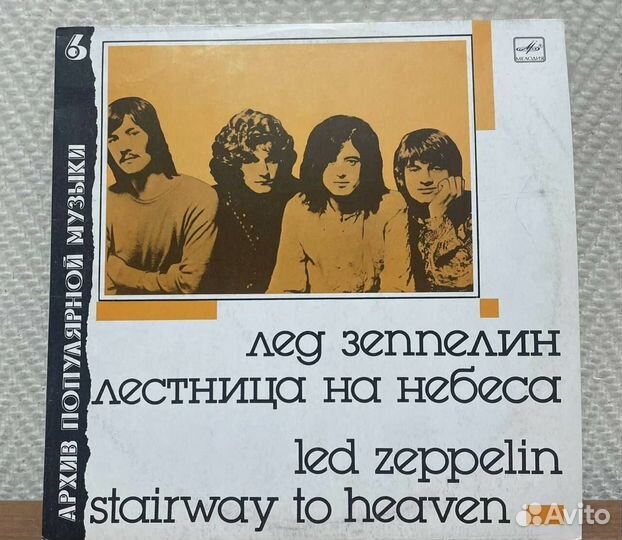 6
АРХИВ ПОПУЛЯРНОЙ МУЗЫКИ
МЕЛОДИЯ
лед зеппелин
лестница на небеса
led zeppelin
stairway to heaven
Avito